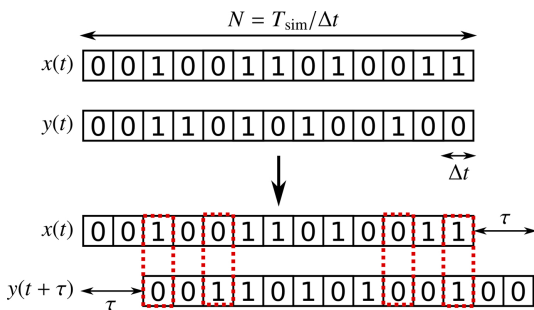 N = T_sim/Δt
x(t) 0 0 1 0 0 1 1 0 1 0 0 1 1
y(t) 0 0 1 1 0 1 0 1 0 0 1 0 0
Δt
x(t) 0 0 1 0 0 1 1 0 1 0 0 1 1 τ
y(t + τ) τ 0 0 1 1 0 1 0 1 0 0 1 0 0